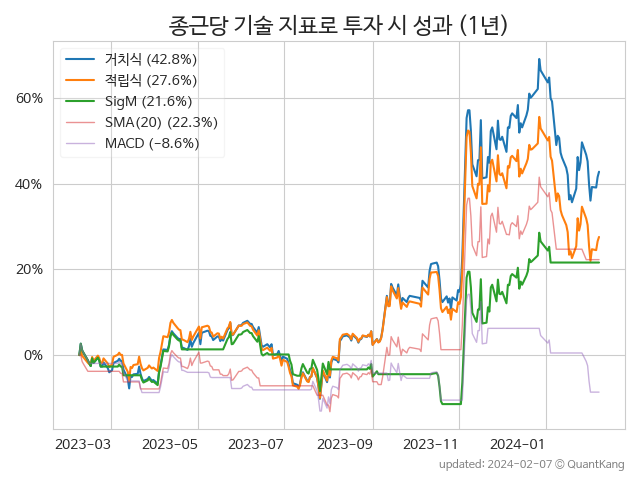 종근당 기술 지표로 투자 시 성과 (1년)
거치식 (42.8%)
적립식 (27.6%)
SigM (21.6%)
SMA(20) (22.3%)
MACD (−8.6%)
60%
40%
20%
0%
2023-03 2023-05 2023-07 2023-09 2023-11 2024-01
updated: 2024-02-07 © QuantKang